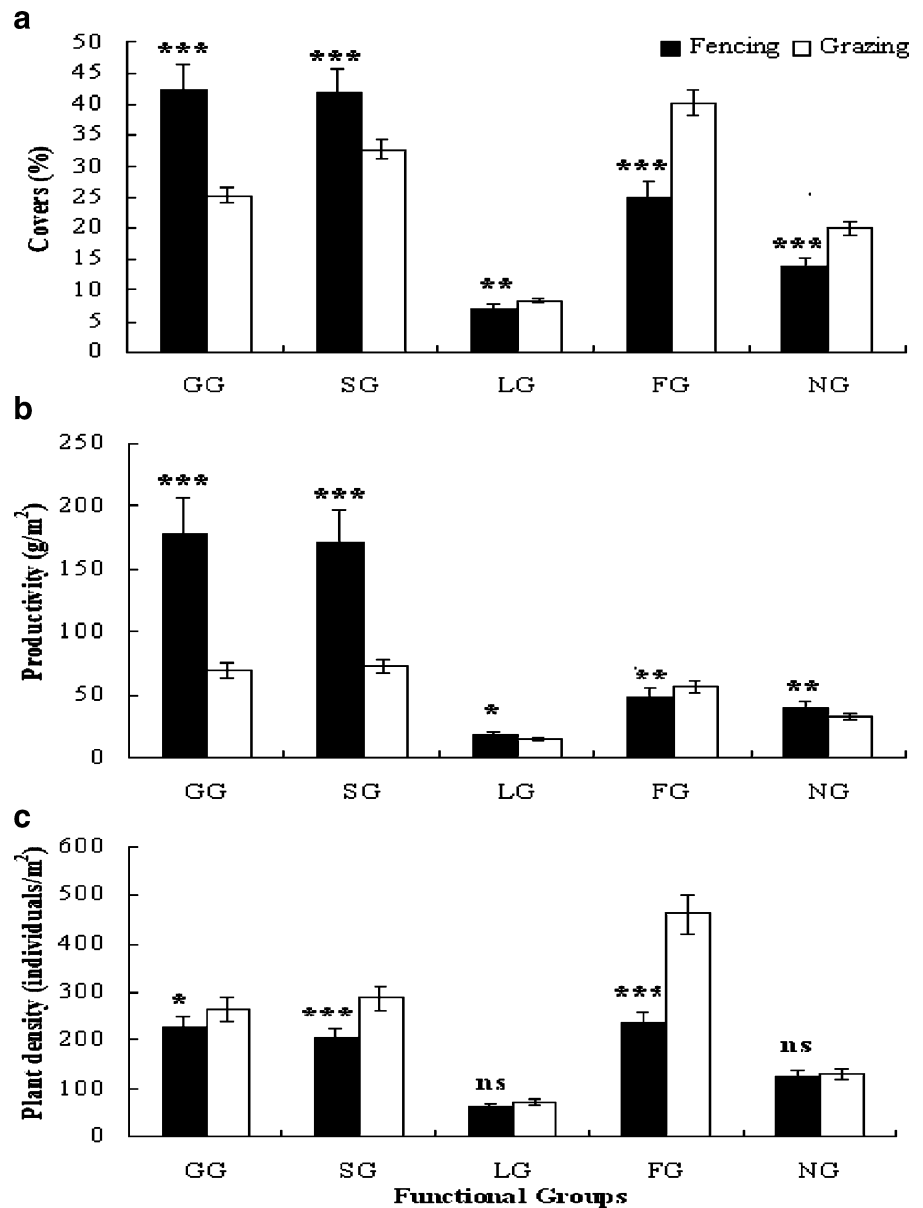 a
Fencing Grazing
Covers (%)
50
45
40
35
30
25
20
15
10
5
0
*** *** ** *** ***
GG SG LG FG NG
b
Productivity (g/m²)
250
200
150
100
50
0
*** *** * ** **
GG SG LG FG NG
c
Plant density (individuals/m²)
600
500
400
300
200
100
0
* *** ns *** ns
GG SG LG FG NG
Functional Groups